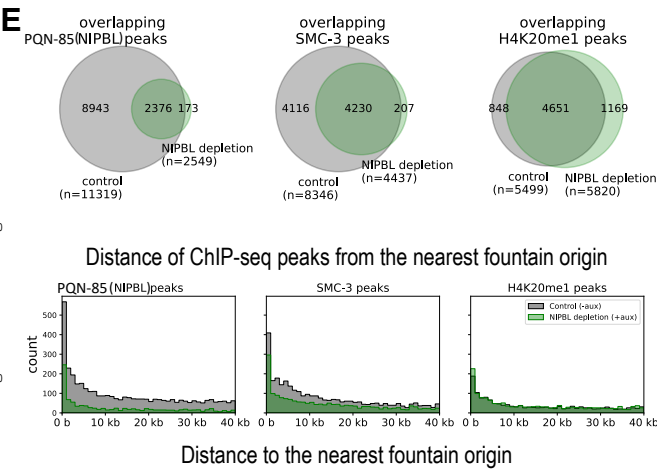 E
overlapping
PQN-85(NIPBL)peaks
overlapping
SMC-3 peaks
overlapping
H4K20me1 peaks
8943
2376
173
4116
4230
207
848
4651
1169
NIPBL depletion
(n=2549)
control
(n=11319)
NIPBL depletion
(n=4437)
control
(n=8346)
control
(n=5499)
NIPBL depletion
(n=5820)
Distance of ChIP-seq peaks from the nearest fountain origin
PQN-85(NIPBL)peaks
SMC-3 peaks
H4K20me1 peaks
Control (-aux)
NIPBL depletion (+aux)
count
500
400
300
200
100
0
0 b 10 kb 20 kb 30 kb 40 kb
0 b 10 kb 20 kb 30 kb 40 kb
0 b 10 kb 20 kb 30 kb 40 kb
Distance to the nearest fountain origin